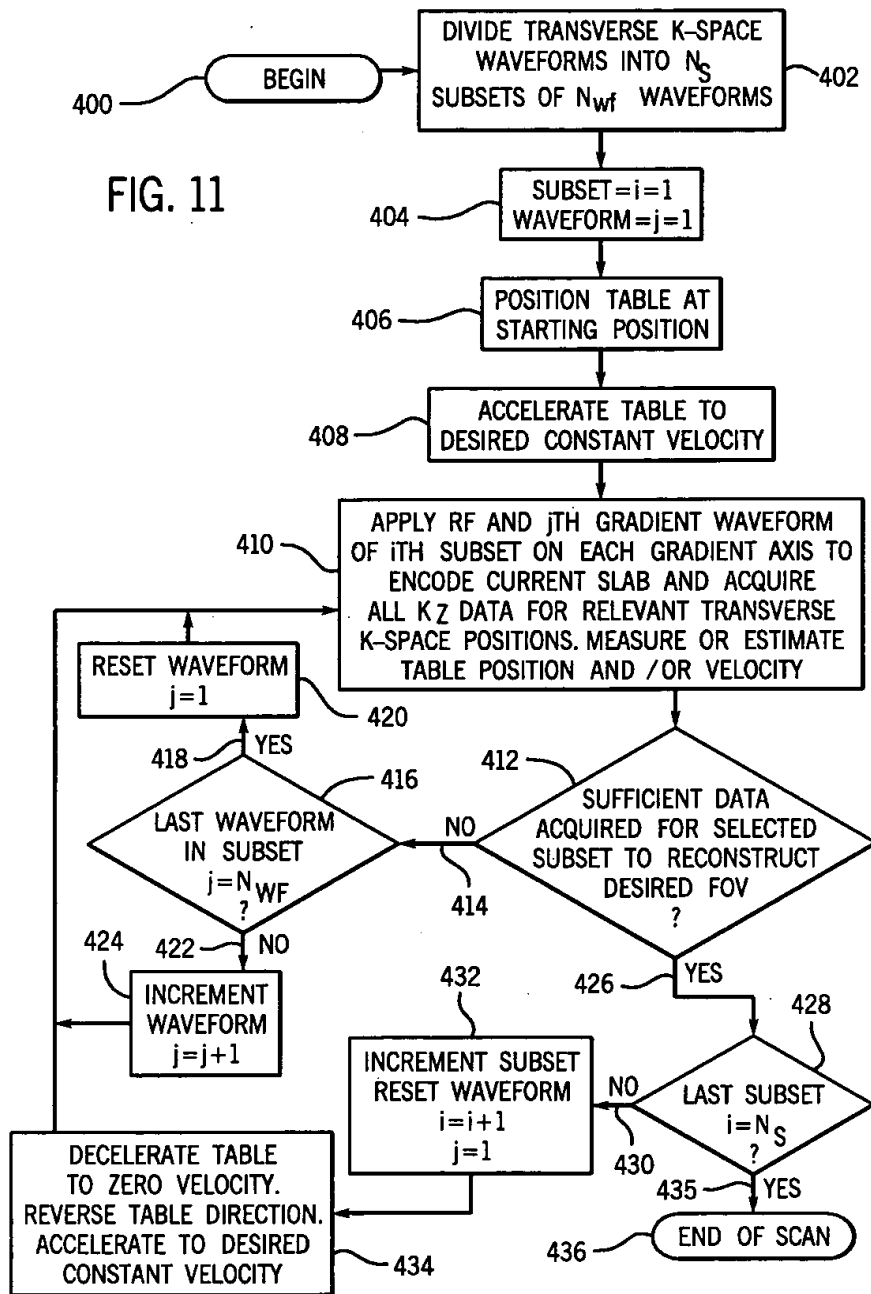 DIVIDE TRANSVERSE K-SPACE
WAVEFORMS INTO NS
SUBSETS OF Nwf WAVEFORMS
402
BEGIN
400
FIG. 11
SUBSET=i=1
WAVEFORM=j=1
404
POSITION TABLE AT
STARTING POSITION
406
ACCELERATE TABLE TO
DESIRED CONSTANT VELOCITY
408
APPLY RF AND jTH GRADIENT WAVEFORM
OF iTH SUBSET ON EACH GRADIENT AXIS TO
ENCODE CURRENT SLAB AND ACQUIRE
ALL KZ DATA FOR RELEVANT TRANSVERSE
K-SPACE POSITIONS. MEASURE OR ESTIMATE
TABLE POSITION AND /OR VELOCITY
410
RESET WAVEFORM
j=1
420
418
YES
416
LAST WAVEFORM
IN SUBSET
j=NWF
?
NO
414
412
SUFFICIENT DATA
ACQUIRED FOR SELECTED
SUBSET TO RECONSTRUCT
DESIRED FOV
?
422
NO
424
INCREMENT
WAVEFORM
j=j+1
426
YES
428
LAST SUBSET
i=NS
?
NO
430
432
INCREMENT SUBSET
RESET WAVEFORM
i=i+1
j=1
DECELERATE TABLE
TO ZERO VELOCITY.
REVERSE TABLE DIRECTION.
ACCELERATE TO DESIRED
CONSTANT VELOCITY
434
435
YES
END OF SCAN
436